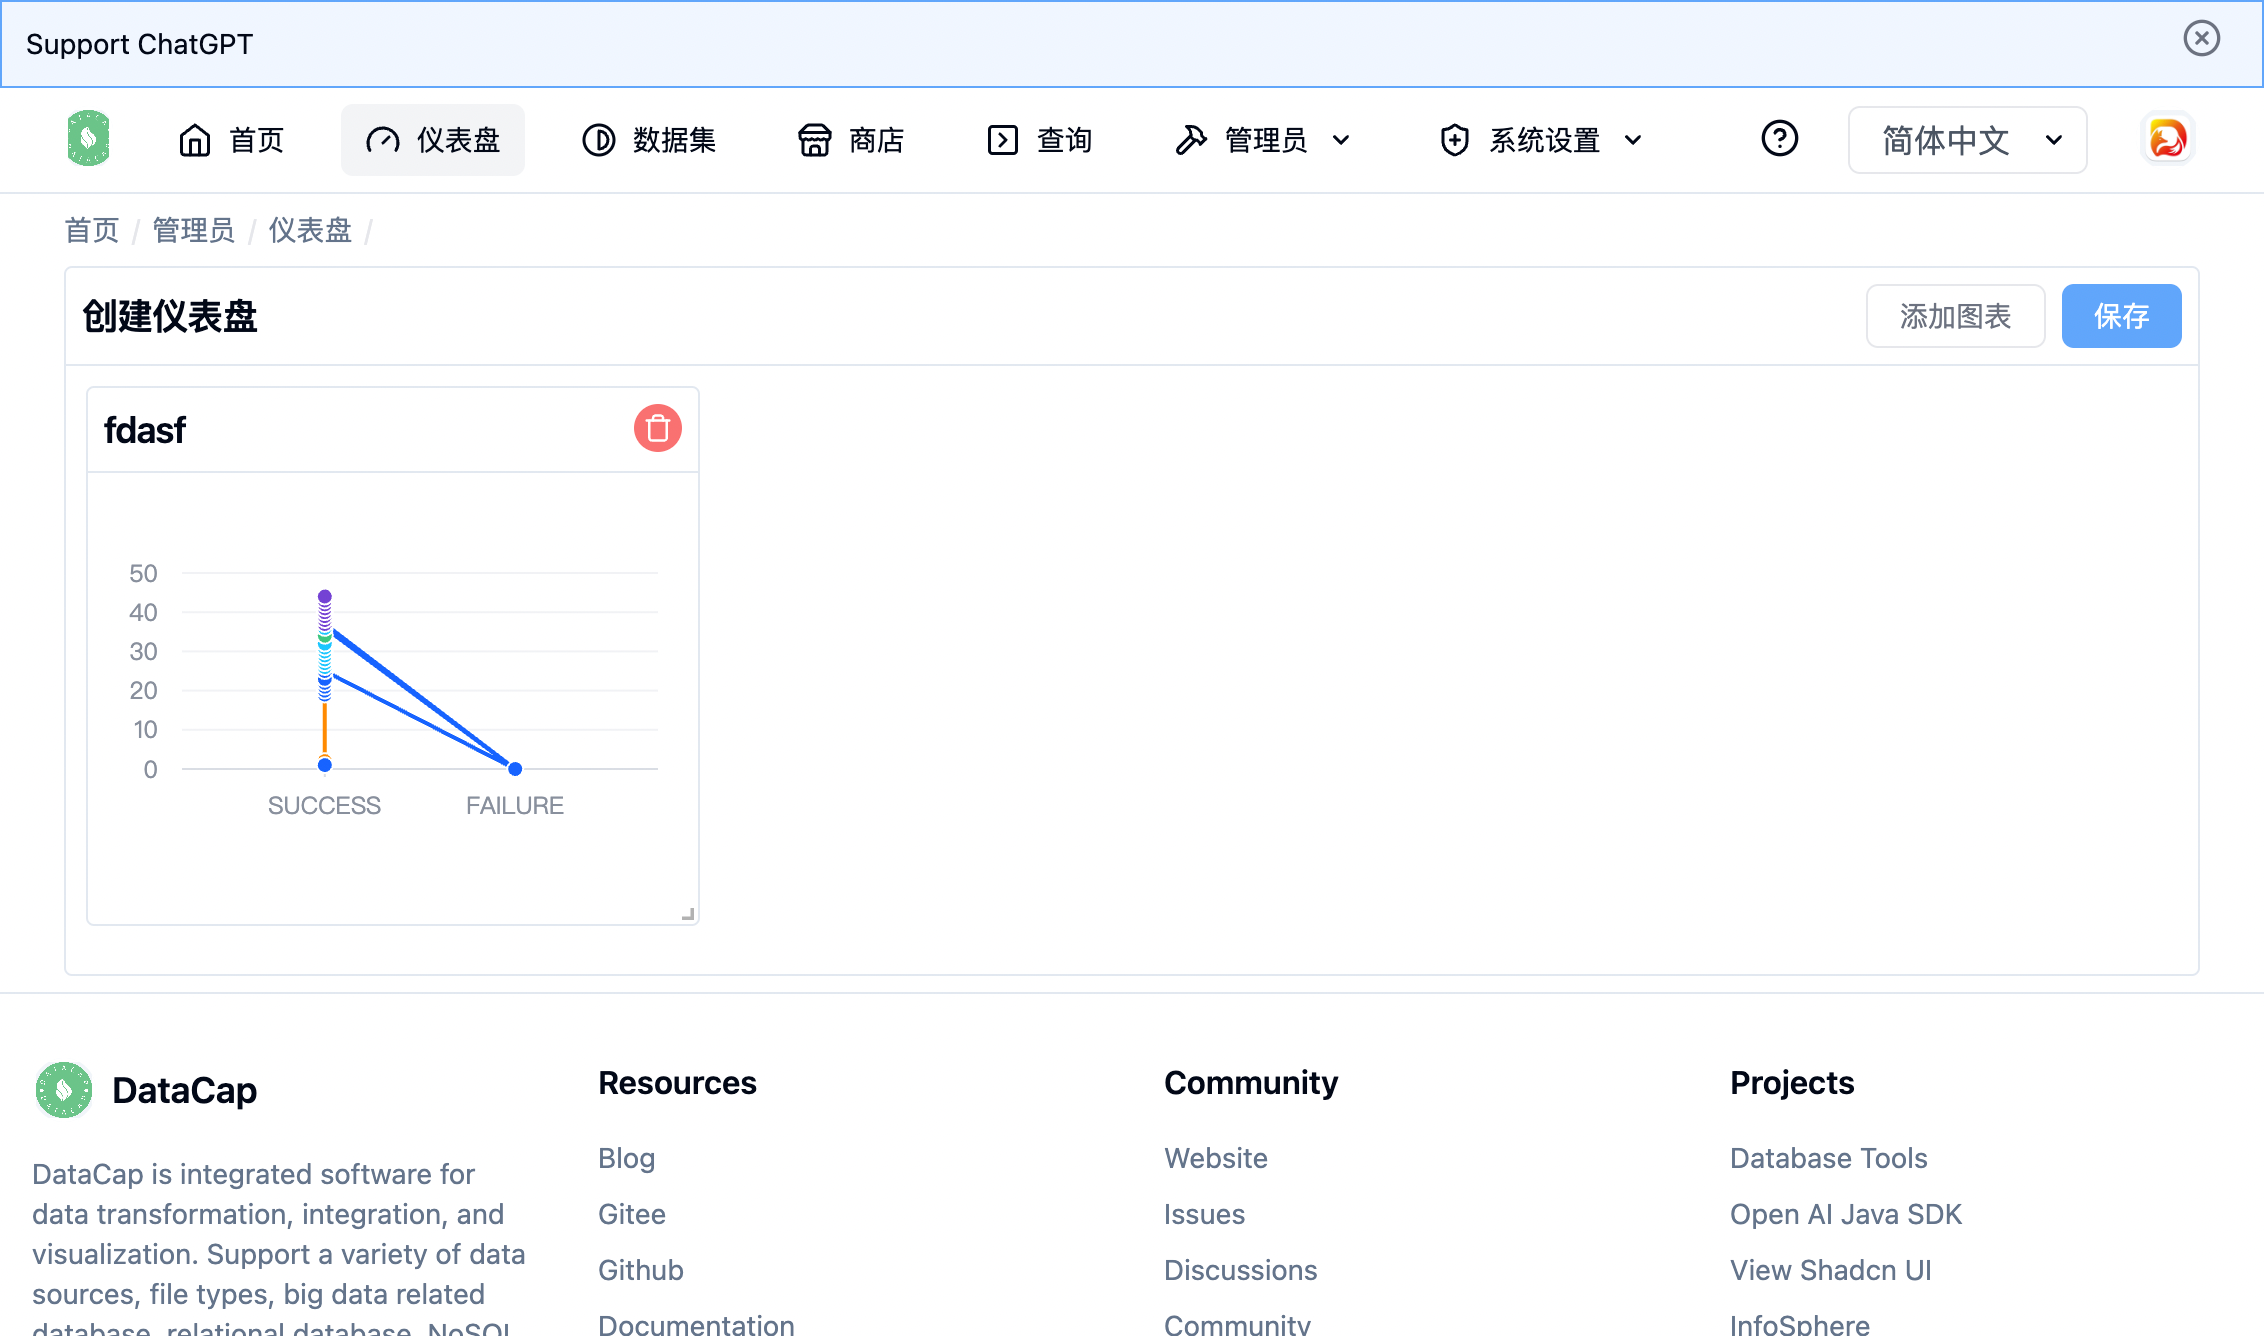 Support ChatGPT
首页
仪表盘
数据集
商店
查询
管理员
系统设置
简体中文
首页 / 管理员 / 仪表盘 /
创建仪表盘
添加图表
保存
fdasf
50
40
30
20
10
0
SUCCESS
FAILURE
DataCap
DataCap is integrated software for
data transformation, integration, and
visualization. Support a variety of data
sources, file types, big data related
database, relational database, NoSQL
Resources
Blog
Gitee
Github
Documentation
Community
Website
Issues
Discussions
Community
Projects
Database Tools
Open AI Java SDK
View Shadcn UI
InfoSphere